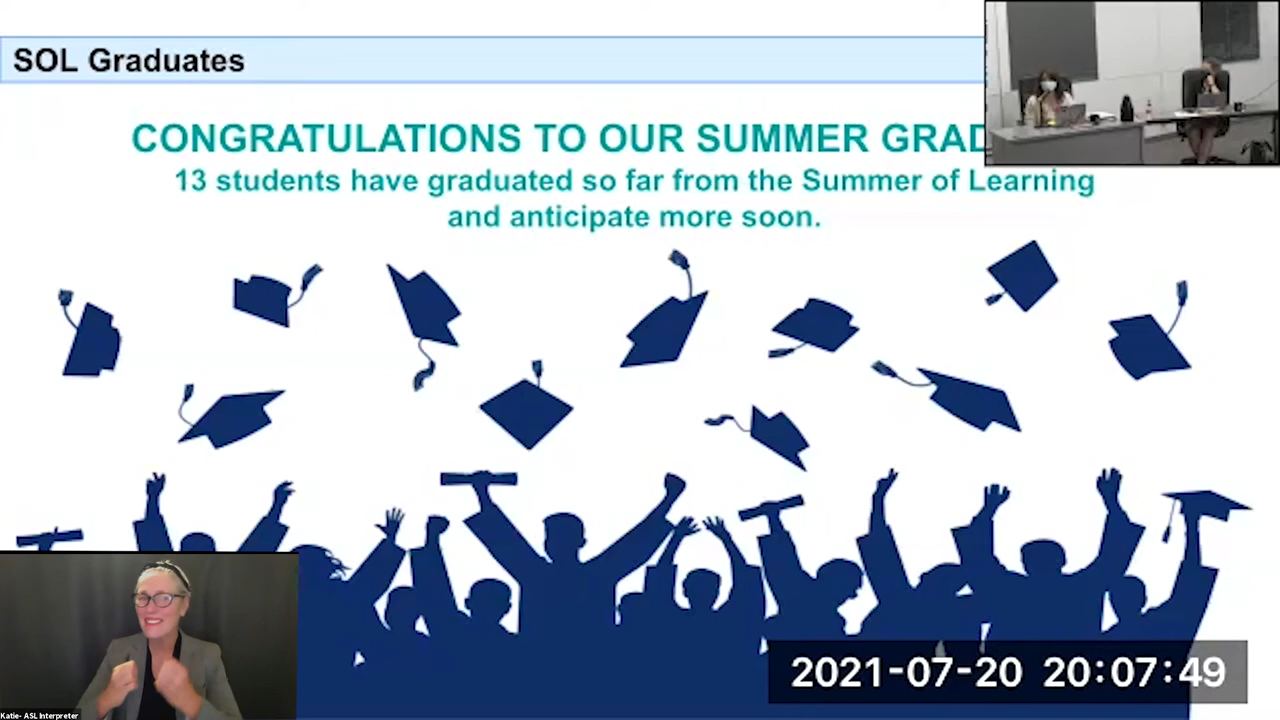 SOL Graduates
CONGRATULATIONS TO OUR SUMMER GRAD
13 students have graduated so far from the Summer of Learning
and anticipate more soon.
Katie- ASL Interpreter
2021-07-20 20:07:49